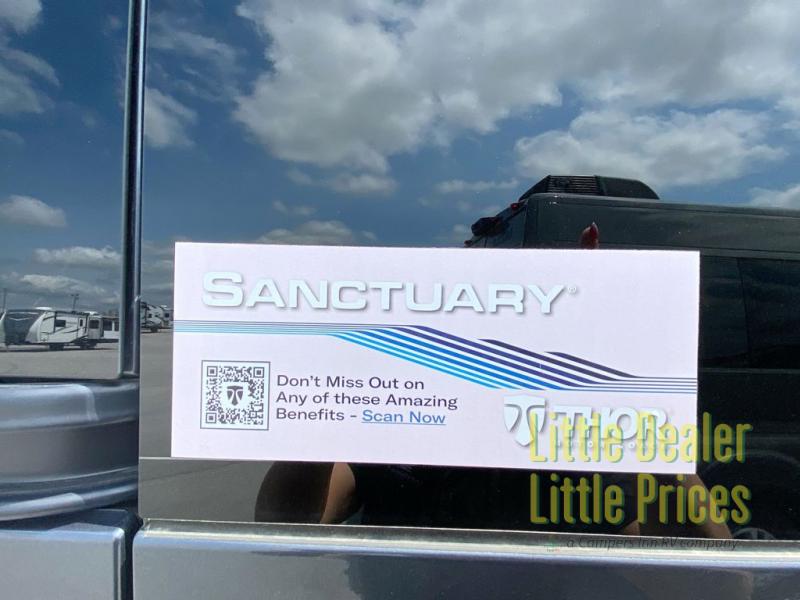 SANCTUARY®
Don't Miss Out on
Any of these Amazing
Benefits - Scan Now
THOR
Little Dealer
Little Prices
a Campers Inn RV company